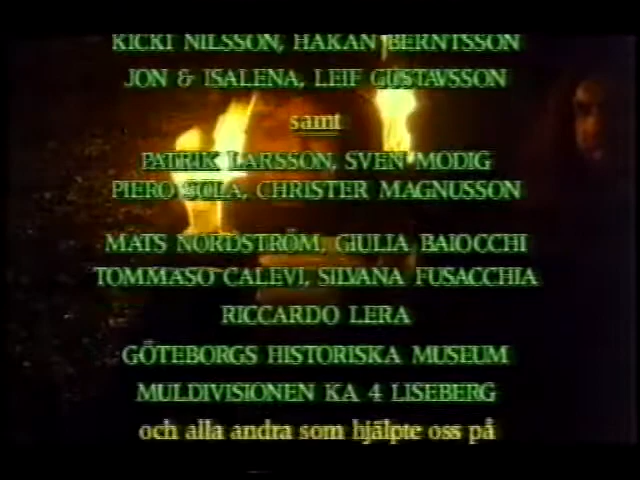 KICKI NILSSON, HÅKAN BERNTSSON
JON & ISALENA, LEIF GUSTAVSSON
samt
PATRIK LARSSON, SVEN MODIG
PIERO SOLA, CHRISTER MAGNUSSON
MATS NORDSTRÖM, GIULIA BAIOCCHI
TOMMASO CALEVI, SILVANA FUSACCHIA
RICCARDO LERA
GÖTEBORGS HISTORISKA MUSEUM
MULDIVISIONEN KA 4 LISEBERG
och alla andra som hjälpte oss på